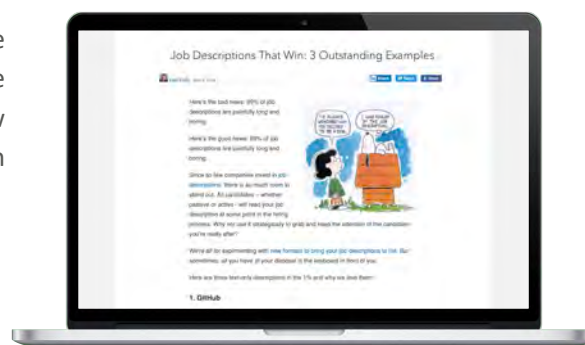 e
e
y
n
Job Descriptions That Win: 3 Outstanding Examples
Share
Here's the bad news: 99% of job
descriptions are painfully long and
boring.
Here's the good news: 99% of job
descriptions are painfully long and
boring.
Since so few companies invest in job
descriptions, there is so much room to
stand out. All candidates – whether
passive or active - will read your job
description at some point in the hiring
process. Why not use it strategically to grab and keep the attention of the candidates
you're really after?
We're all for experimenting with new formats to bring your job descriptions to life. But
sometimes, all you have at your disposal is the keyboard in front of you.
Here are three text-only descriptions in the 1% and why we love them:
1. GitHub